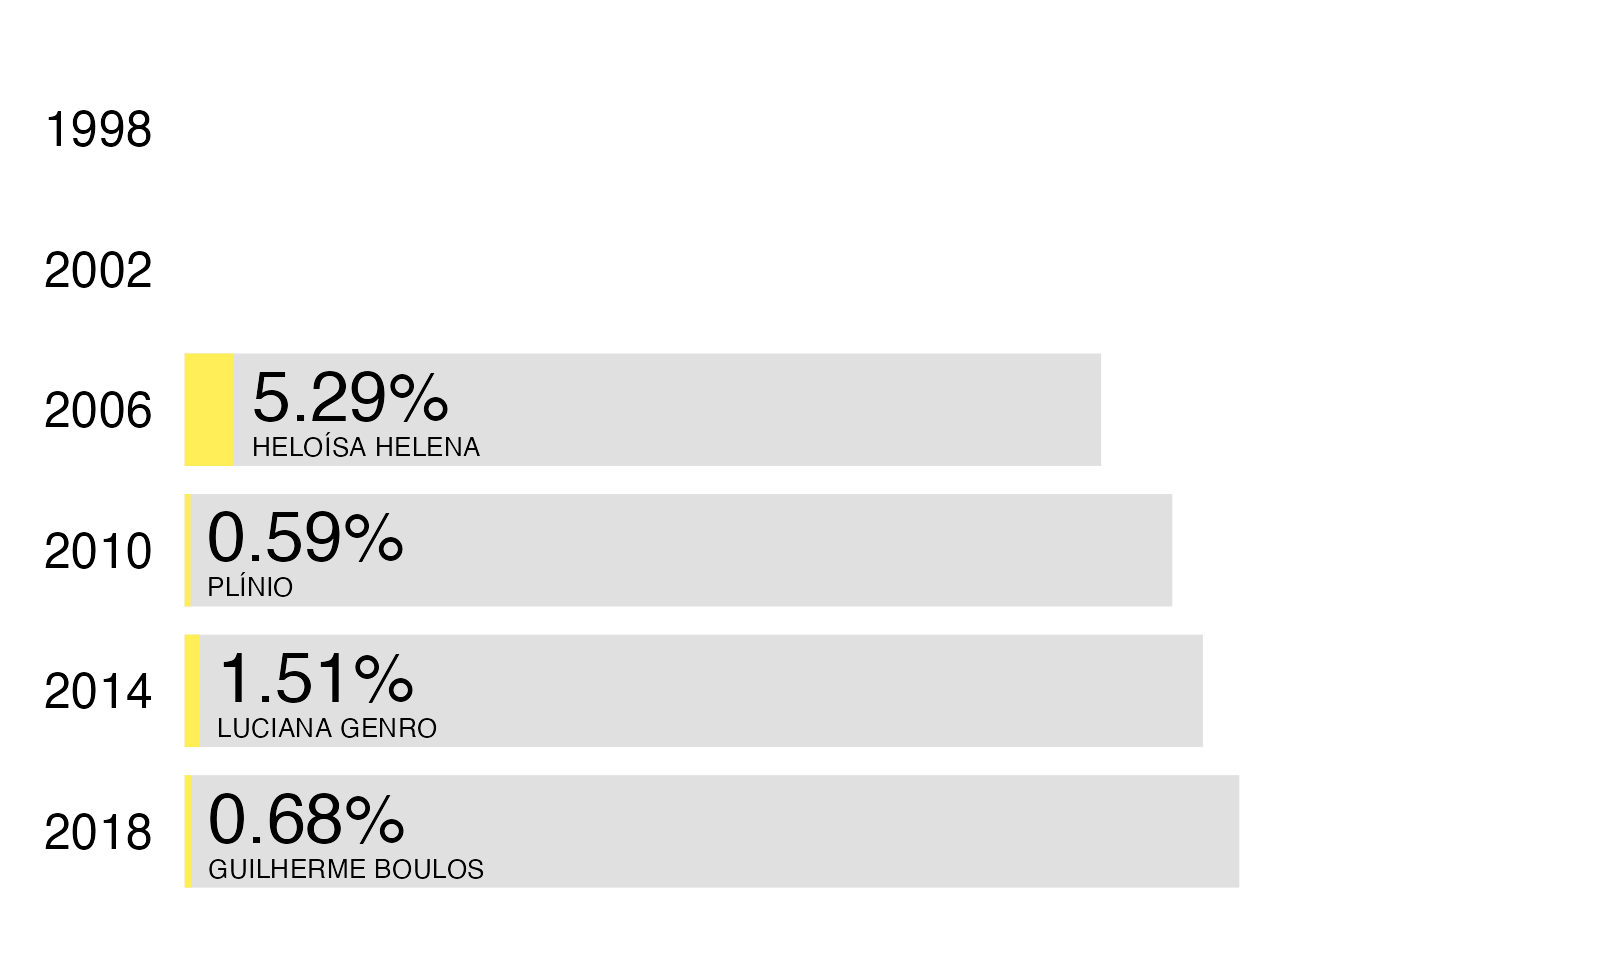 1998
2002
2006
5.29%
HELOÍSA HELENA
2010
0.59%
PLÍNIO
2014
1.51%
LUCIANA GENRO
2018
0.68%
GUILHERME BOULOS